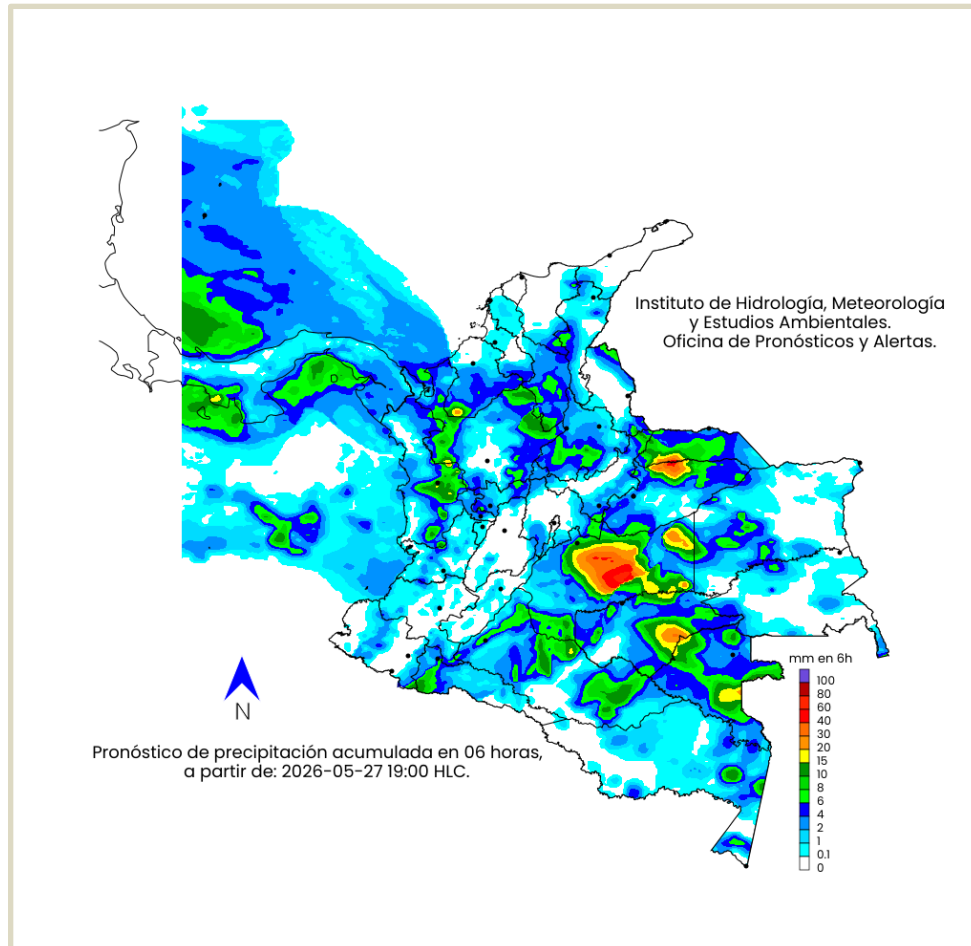 Instituto de Hidrología, Meteorología
y Estudios Ambientales.
Oficina de Pronósticos y Alertas.
N
Pronóstico de precipitación acumulada en 06 horas,
a partir de: 2026-05-27 19:00 HLC.
mm en 6h
100
80
60
40
30
20
15
10
8
6
4
2
1
0.1
0